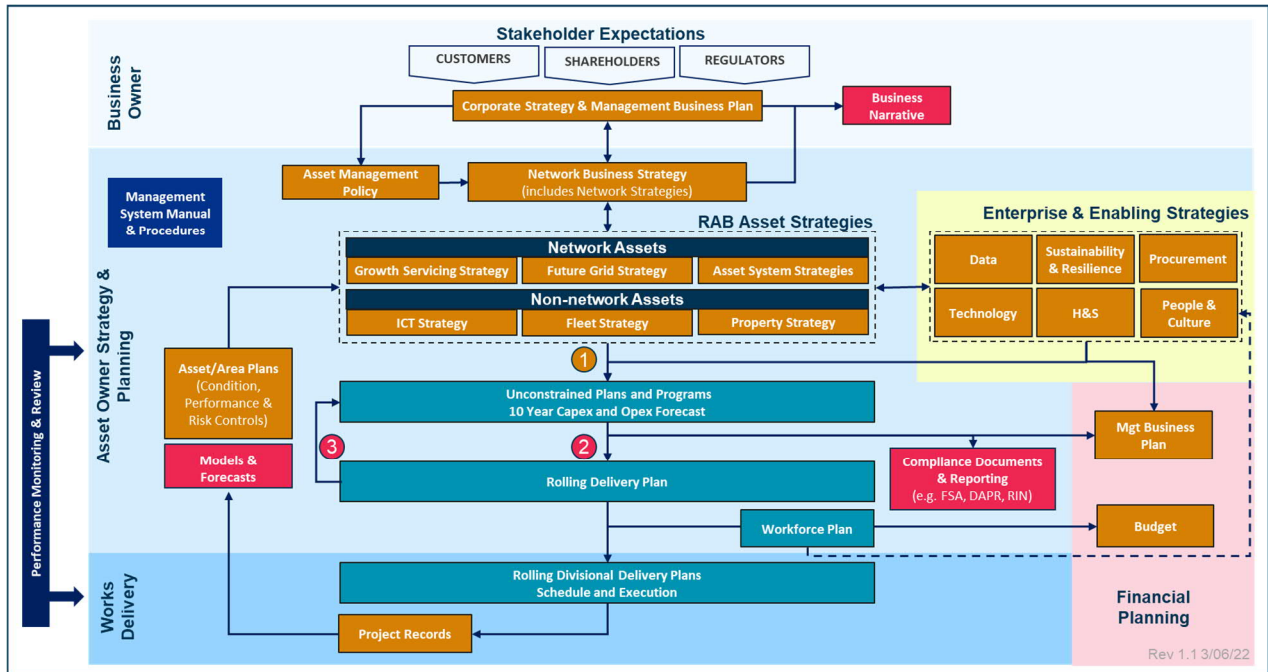 Stakeholder Expectations
CUSTOMERS
SHAREHOLDERS
REGULATORS
Business
Owner
Corporate Strategy & Management Business Plan
Business
Narrative
Asset Management
Policy
Network Business Strategy
(includes Network Strategies)
Management
System Manual
& Procedures
RAB Asset Strategies
Enterprise & Enabling Strategies
Network Assets
Growth Servicing Strategy
Future Grid Strategy
Asset System Strategies
Non-network Assets
ICT Strategy
Fleet Strategy
Property Strategy
Data
Sustainability
& Resilience
Procurement
Technology
H&S
People &
Culture
Performance Monitoring & Review
Asset Owner Strategy &
Planning
Asset/Area Plans
(Condition,
Performance &
Risk Controls)
Models &
Forecasts
1
Unconstrained Plans and Programs
10 Year Capex and Opex Forecast
3
2
Mgt Business
Plan
Compliance Documents
& Reporting
(e.g. FSA, DAPR, RIN)
Rolling Delivery Plan
Workforce Plan
Budget
Works
Delivery
Rolling Divisional Delivery Plans
Schedule and Execution
Project Records
Financial
Planning
Rev 1.1 3/06/22